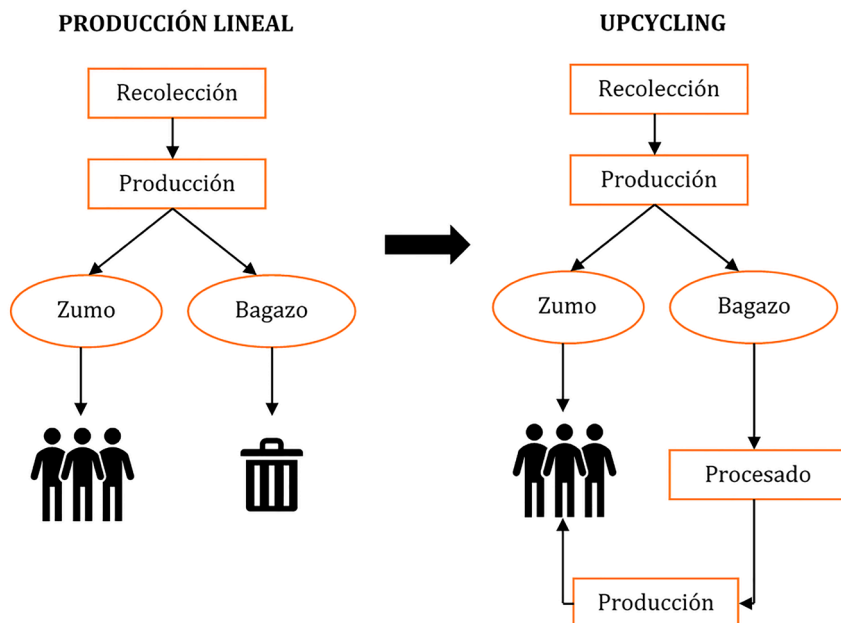 PRODUCCIÓN LINEAL
Recolección
Producción
Zumo
Bagazo
UPCYCLING
Recolección
Producción
Zumo
Bagazo
Procesado
Producción